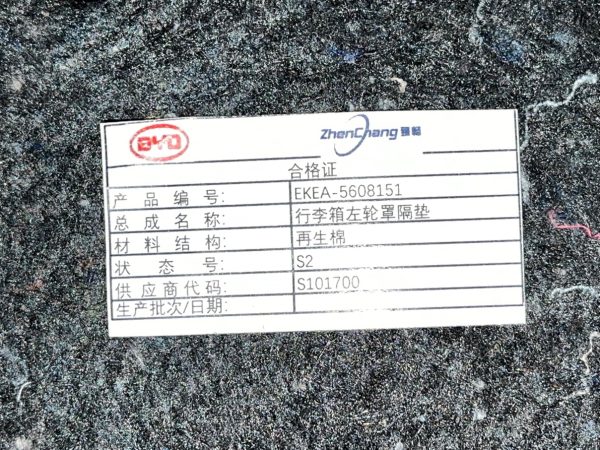 BYD
ZhenChang 臻畅
合格证
产品编号: EKEA-5608151
总成名称: 行李箱左轮罩隔垫
材料结构: 再生棉
状态号: S2
供应商代码: S101700
生产批次/日期: